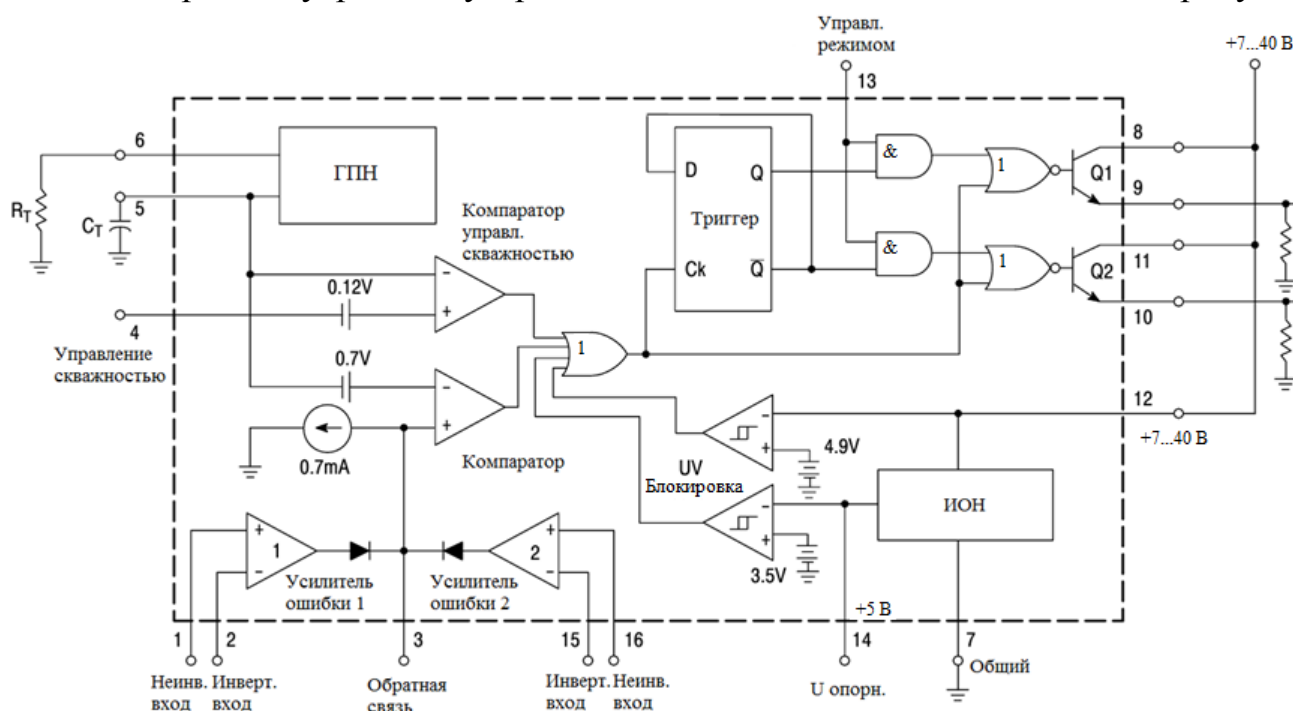 Управл.
режимом
+7...40 В
13
6
8
ГПН
D
Q
&
1
Q1
5
9
R_T
C_T
Компаратор
управл.
скважностью
Триггер
&
11
0.12V
-
+
Ck
Q̅
1
Q2
4
10
Управление
скважностью
0.7V
1
-
+
12
-
+
4.9V
+7...40 В
0.7mA
Компаратор
UV
Блокировка
ИОН
-
+
+
-
1
+
-
2
3.5V
Усилитель
ошибки 1
Усилитель
ошибки 2
+5 В
1
2
3
15
16
14
7
Общий
Неинв.
вход
Инверт.
вход
Обратная
связь
Инверт.
вход
Неинв.
вход
U опорн.